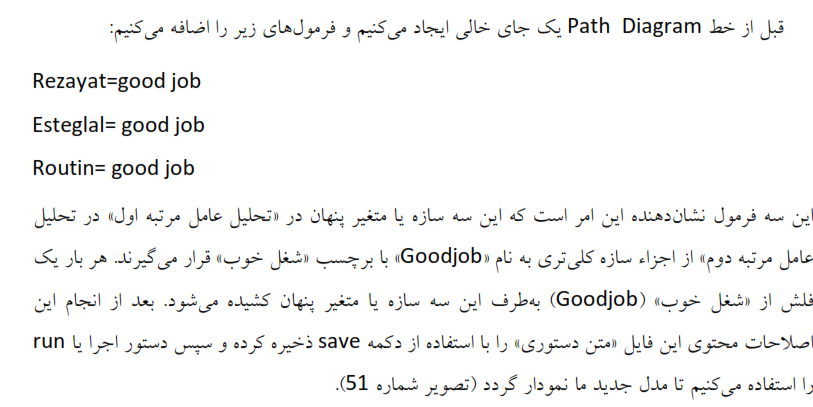 قبل از خط Path Diagram یک جای خالی ایجاد می‌کنیم و فرمول‌های زیر را اضافه می‌کنیم:
Rezayat=good job
Esteglal= good job
Routin= good job
این سه فرمول نشان‌دهنده این امر است که این سه سازه یا متغیر پنهان در «تحلیل عامل مرتبه اول» در تحلیل
عامل مرتبه دوم» از اجزاء سازه کلی‌تری به نام «Goodjob» با برچسب «شغل خوب» قرار می‌گیرند. هر بار یک
فلش از «شغل خوب» (Goodjob) به‌طرف این سه سازه یا متغیر پنهان کشیده می‌شود. بعد از انجام این
اصلاحات محتوی این فایل «متن دستوری» را با استفاده از دکمه save ذخیره کرده و سپس دستور اجرا یا run
را استفاده می‌کنیم تا مدل جدید ما نمودار گردد (تصویر شماره 51).